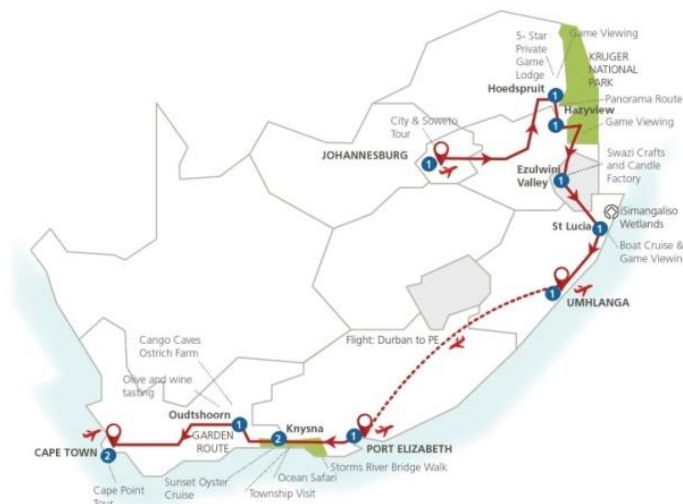 5- Star
Private
Game
Lodge
Game Viewing
KRUGER
NATIONAL
PARK
Hoedspruit
1
Panorama Route
Hazyview
1
Game Viewing
City & Soweto
Tour
JOHANNESBURG
1
Swazi Crafts
and Candle
Factory
Ezulwini
Valley
1
iSimangaliso
Wetlands
St Lucia
1
Boat Cruise &
Game Viewin
1
UMHLANGA
Flight: Durban to PE
Cango Caves
Ostrich Farm
Olive and wine
tasting
Oudtshoorn
1
Knysna
2
1
PORT ELIZABETH
GARDEN
ROUTE
CAPE TOWN
2
Cape Point
Tour
Sunset Oyster
Cruise
Township Visit
Ocean Safari
Storms River Bridge Walk